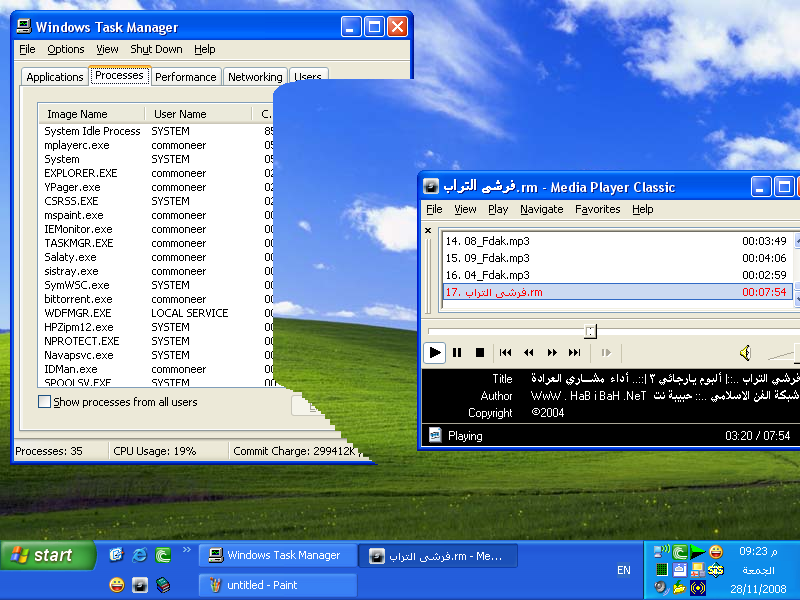 Windows Task Manager
File Options View Shut Down Help
Applications Processes Performance Networking Users
Image Name User Name C.
System Idle Process SYSTEM 85
mplayerc.exe commoneer 05
System SYSTEM 05
EXPLORER.EXE commoneer 02
YPager.exe commoneer 02
CSRSS.EXE SYSTEM 02
mspaint.exe commoneer 00
IEMonitor.exe commoneer 00
TASKMGR.EXE commoneer 00
Salaty.exe commoneer 00
sistray.exe commoneer 00
SymWSC.exe SYSTEM 00
bittorrent.exe commoneer 00
WDFMGR.EXE LOCAL SERVICE 00
HPZipm12.exe SYSTEM 00
NPROTECT.EXE SYSTEM 00
Navapsvc.exe SYSTEM 00
IDMan.exe commoneer 00
SPOOLSV.EXE SYSTEM 00
Show processes from all users
Processes: 35 CPU Usage: 19% Commit Charge: 299412K
فرشي التراب.rm - Media Player Classic
File View Play Navigate Favorites Help
14. 08_Fdak.mp3 00:03:49
15. 09_Fdak.mp3 00:04:06
16. 04_Fdak.mp3 00:02:59
17. فرشي التراب.rm 00:07:54
Title فرشي التراب ..::| ألبوم يارجائي ٣ |::.. أداء مشـاري العرادة
Author شبكة الفن الاسلامي ..:: حبيبة نت WwW . HaB i BaH .NeT
Copyright ©2004
Playing 03:20 / 07:54
start
Windows Task Manager
فرشي التراب.rm - Me...
untitled - Paint
EN
09:23 م
الجمعة
28/11/2008